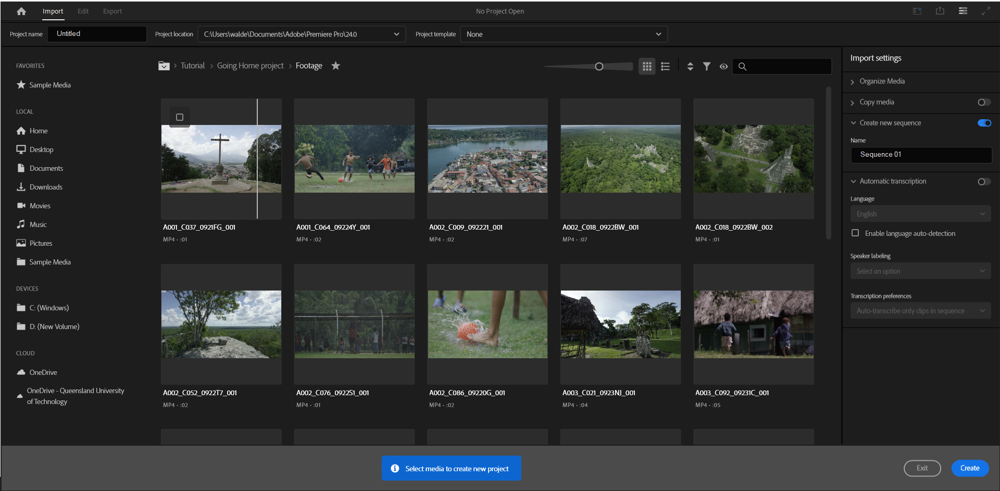 Import Edit Export No Project Open
Project name Untitled Project location C:\Users\walde\Documents\Adobe\Premiere Pro\24.0 Project template None
FAVORITES
Sample Media
LOCAL
Home
Desktop
Documents
Downloads
Movies
Music
Pictures
Sample Media
DEVICES
C: (Windows)
D: (New Volume)
CLOUD
OneDrive
OneDrive - Queensland University
of Technology
Tutorial > Going Home project > Footage
A001_C037_0921FG_001
MP4 - :01
A001_C064_09224Y_001
MP4 - :02
A002_C009_092221_001
MP4 - :02
A002_C018_0922BW_001
MP4 - :07
A002_C018_0922BW_002
MP4 - :01
A002_C052_0922T7_001
MP4 - :02
A002_C076_0922S1_001
MP4 - :01
A002_C086_09220G_001
MP4 - :02
A003_C021_0923NJ_001
MP4 - :04
A003_C092_09231C_001
MP4 - :05
Import settings
Organize Media
Copy media
Create new sequence
Name
Sequence 01
Automatic transcription
Language
English
Enable language auto-detection
Speaker labeling
Select an option
Transcription preferences
Auto-transcribe only clips in sequence
Select media to create new project
Exit Create